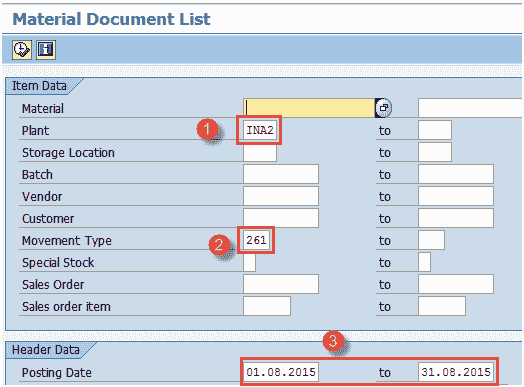 Material Document List
Item Data
Material
1 Plant INA2 to
Storage Location to
Batch to
Vendor to
Customer to
2 Movement Type 261 to
Special Stock to
Sales Order to
Sales order item to
Header Data 3
Posting Date 01.08.2015 to 31.08.2015